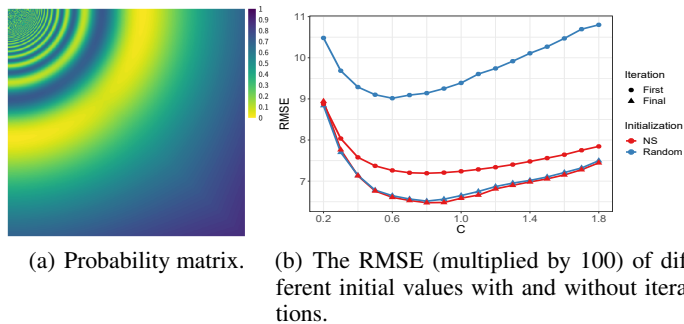 1
0.9
0.8
0.7
0.6
0.5
0.4
0.3
0.2
0.1
0
11
10
9
8
7
RMSE
0.2
0.6
1.0
1.4
1.8
C
Iteration
First
Final
Initialization
NS
Random
(a) Probability matrix.
(b) The RMSE (multiplied by 100) of dif
ferent initial values with and without itera
tions.